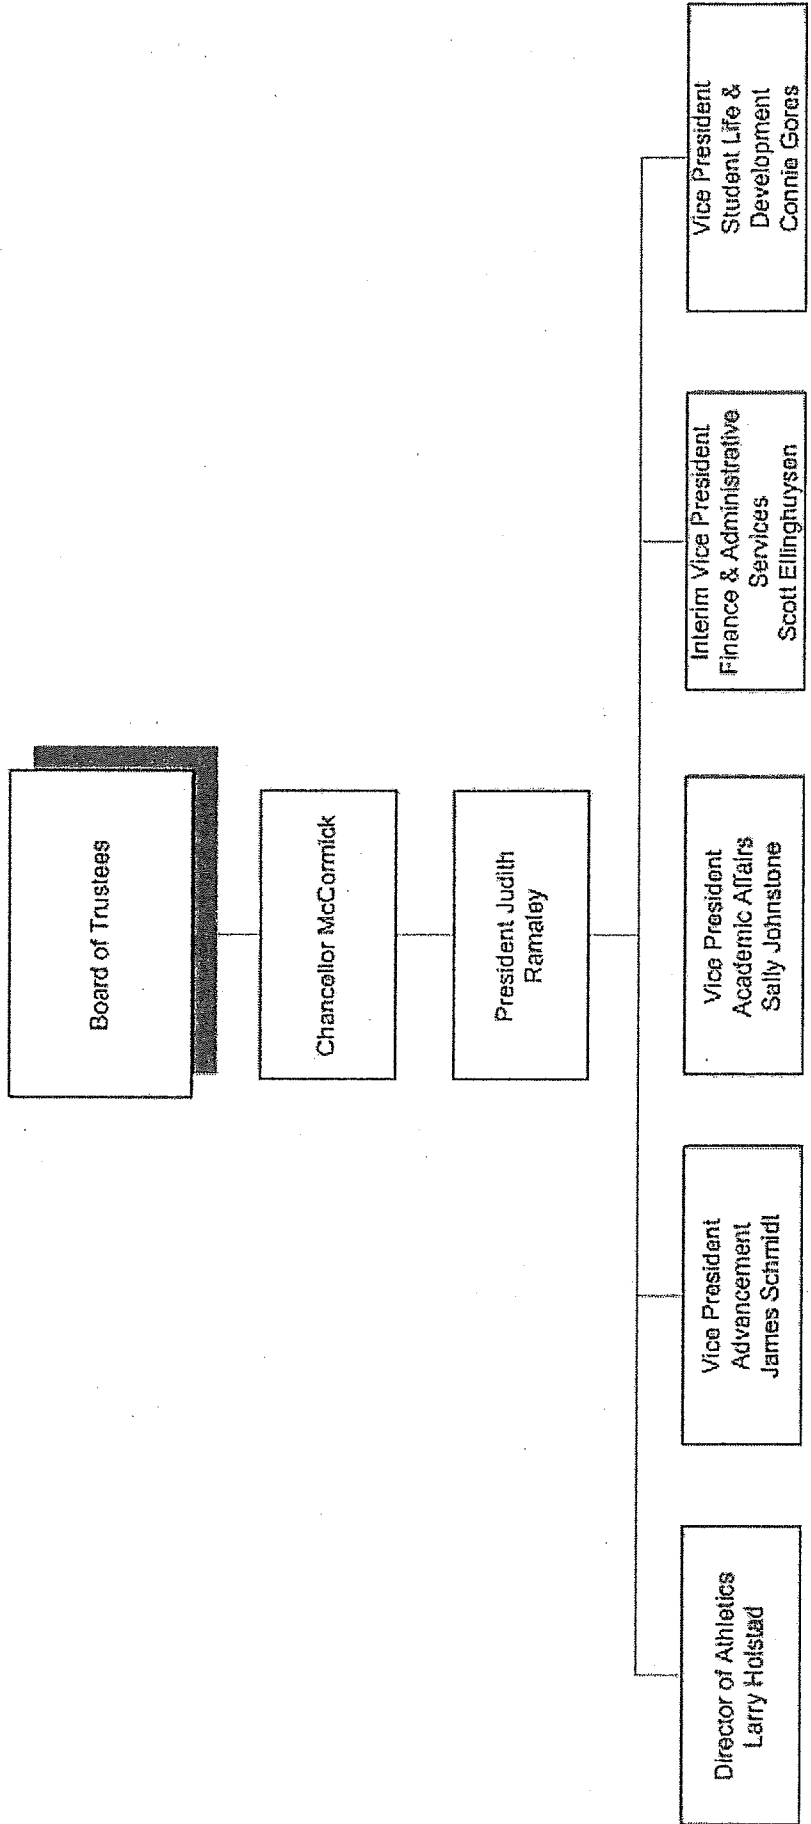 Board of Trustees
Chancellor McCormick
President Judith
Ramaley
Director of Athletics
Larry Holstad
Vice President
Advancement
James Schmidt
Vice President
Academic Affairs
Sally Johnstone
Interim Vice President
Finance & Administrative
Services
Scott Ellinghuysen
Vice President
Student Life &
Development
Connie Gores